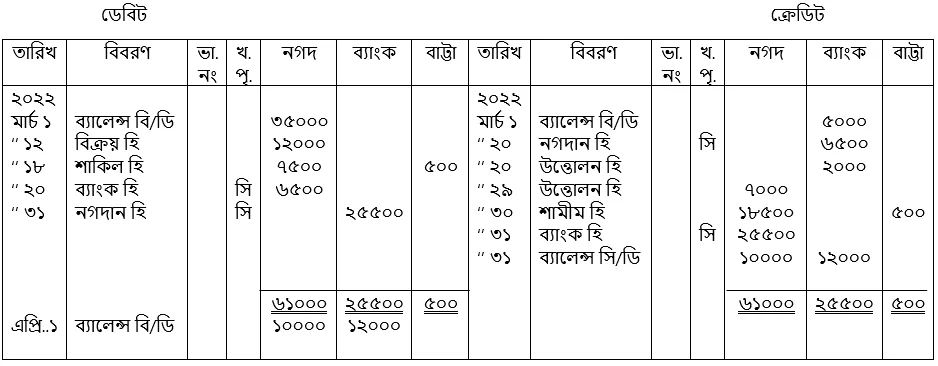 ডেবিট ক্রেডিট
তারিখ বিবরণ ভা. নং খ. পৃ. নগদ ব্যাংক বাট্টা তারিখ বিবরণ ভা. নং খ. পৃ. নগদ ব্যাংক বাট্টা
২০২২ ২০২২
মার্চ ১ ব্যালেন্স বি/ডি ৩৫০০০ মার্চ ১ ব্যালেন্স বি/ডি ৫০০০
“ ১২ বিক্রয় হি ১২০০০ “ ২০ নগদান হি সি ৬৫০০
“ ১৮ শাকিল হি ৭৫০০ ৫০০ “ ২০ উত্তোলন হি ২০০০
“ ২০ ব্যাংক হি সি ৬৫০০ “ ২৯ উত্তোলন হি ৭০০০
“ ৩১ নগদান হি সি ২৫৫০০ “ ৩০ শামীম হি ১৮৫০০ ৫০০
“ ৩১ ব্যাংক হি সি ২৫৫০০
“ ৩১ ব্যালেন্স সি/ডি ১০০০০ ১২০০০
৬১০০০ ২৫৫০০ ৫০০ ৬১০০০ ২৫৫০০ ৫০০
এপ্রি..১ ব্যালেন্স বি/ডি ১০০০০ ১২০০০